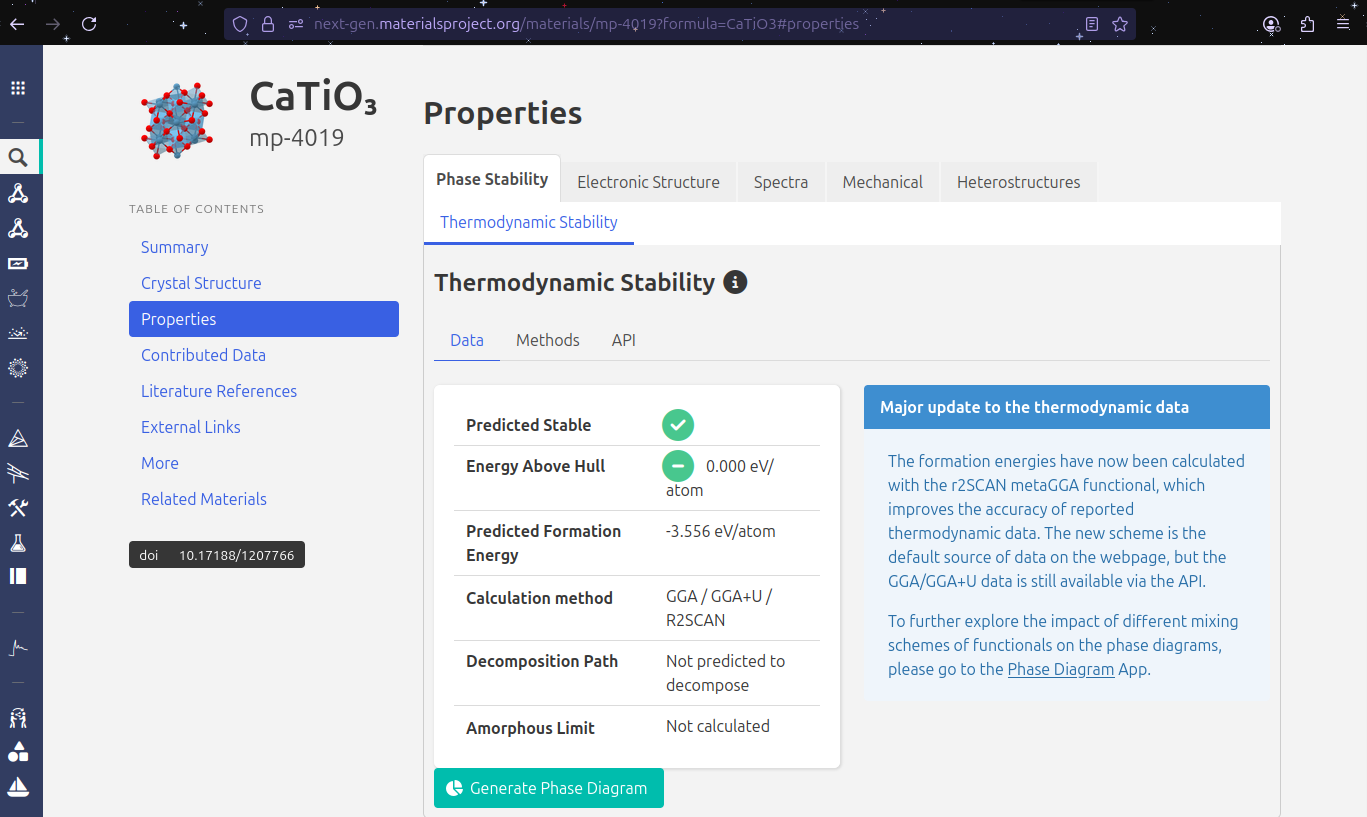 next-gen.materialsproject.org/materials/mp-4019?formula=CaTiO3#properties
CaTiO₃
mp-4019
TABLE OF CONTENTS
Summary
Crystal Structure
Properties
Contributed Data
Literature References
External Links
More
Related Materials
doi 10.17188/1207766
Properties
Phase Stability Electronic Structure Spectra Mechanical Heterostructures
Thermodynamic Stability
Thermodynamic Stability
Data Methods API
Predicted Stable
Energy Above Hull 0.000 eV/
atom
Predicted Formation -3.556 eV/atom
Energy
Calculation method GGA / GGA+U /
R2SCAN
Decomposition Path Not predicted to
decompose
Amorphous Limit Not calculated
Generate Phase Diagram
Major update to the thermodynamic data
The formation energies have now been calculated
with the r2SCAN metaGGA functional, which
improves the accuracy of reported
thermodynamic data. The new scheme is the
default source of data on the webpage, but the
GGA/GGA+U data is still available via the API.
To further explore the impact of different mixing
schemes of functionals on the phase diagrams,
please go to the Phase Diagram App.